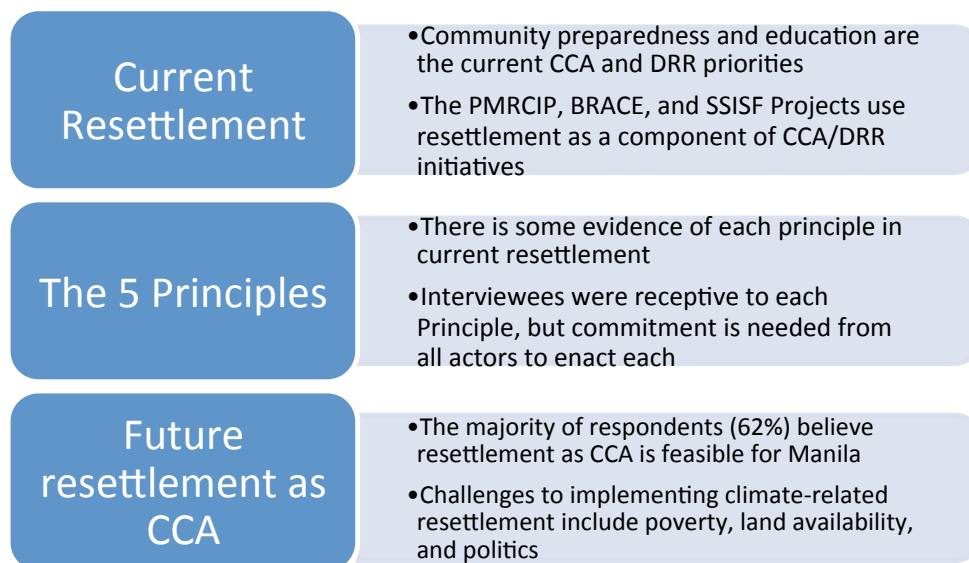 Current
Resettlement
•Community preparedness and education are
the current CCA and DRR priorities
•The PMRCIP, BRACE, and SSISF Projects use
resettlement as a component of CCA/DRR
initiatives
The 5 Principles
•There is some evidence of each principle in
current resettlement
•Interviewees were receptive to each
Principle, but commitment is needed from
all actors to enact each
Future
resettlement as
CCA
•The majority of respondents (62%) believe
resettlement as CCA is feasible for Manila
•Challenges to implementing climate-related
resettlement include poverty, land availability,
and politics